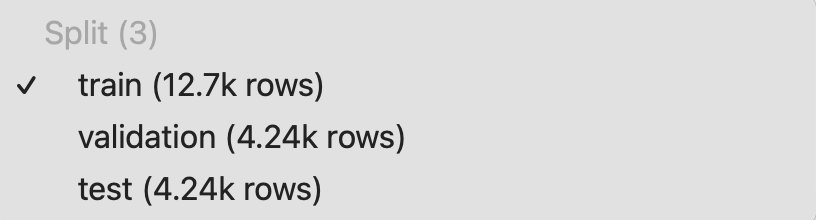 Split (3)
✓ train (12.7k rows)
validation (4.24k rows)
test (4.24k rows)